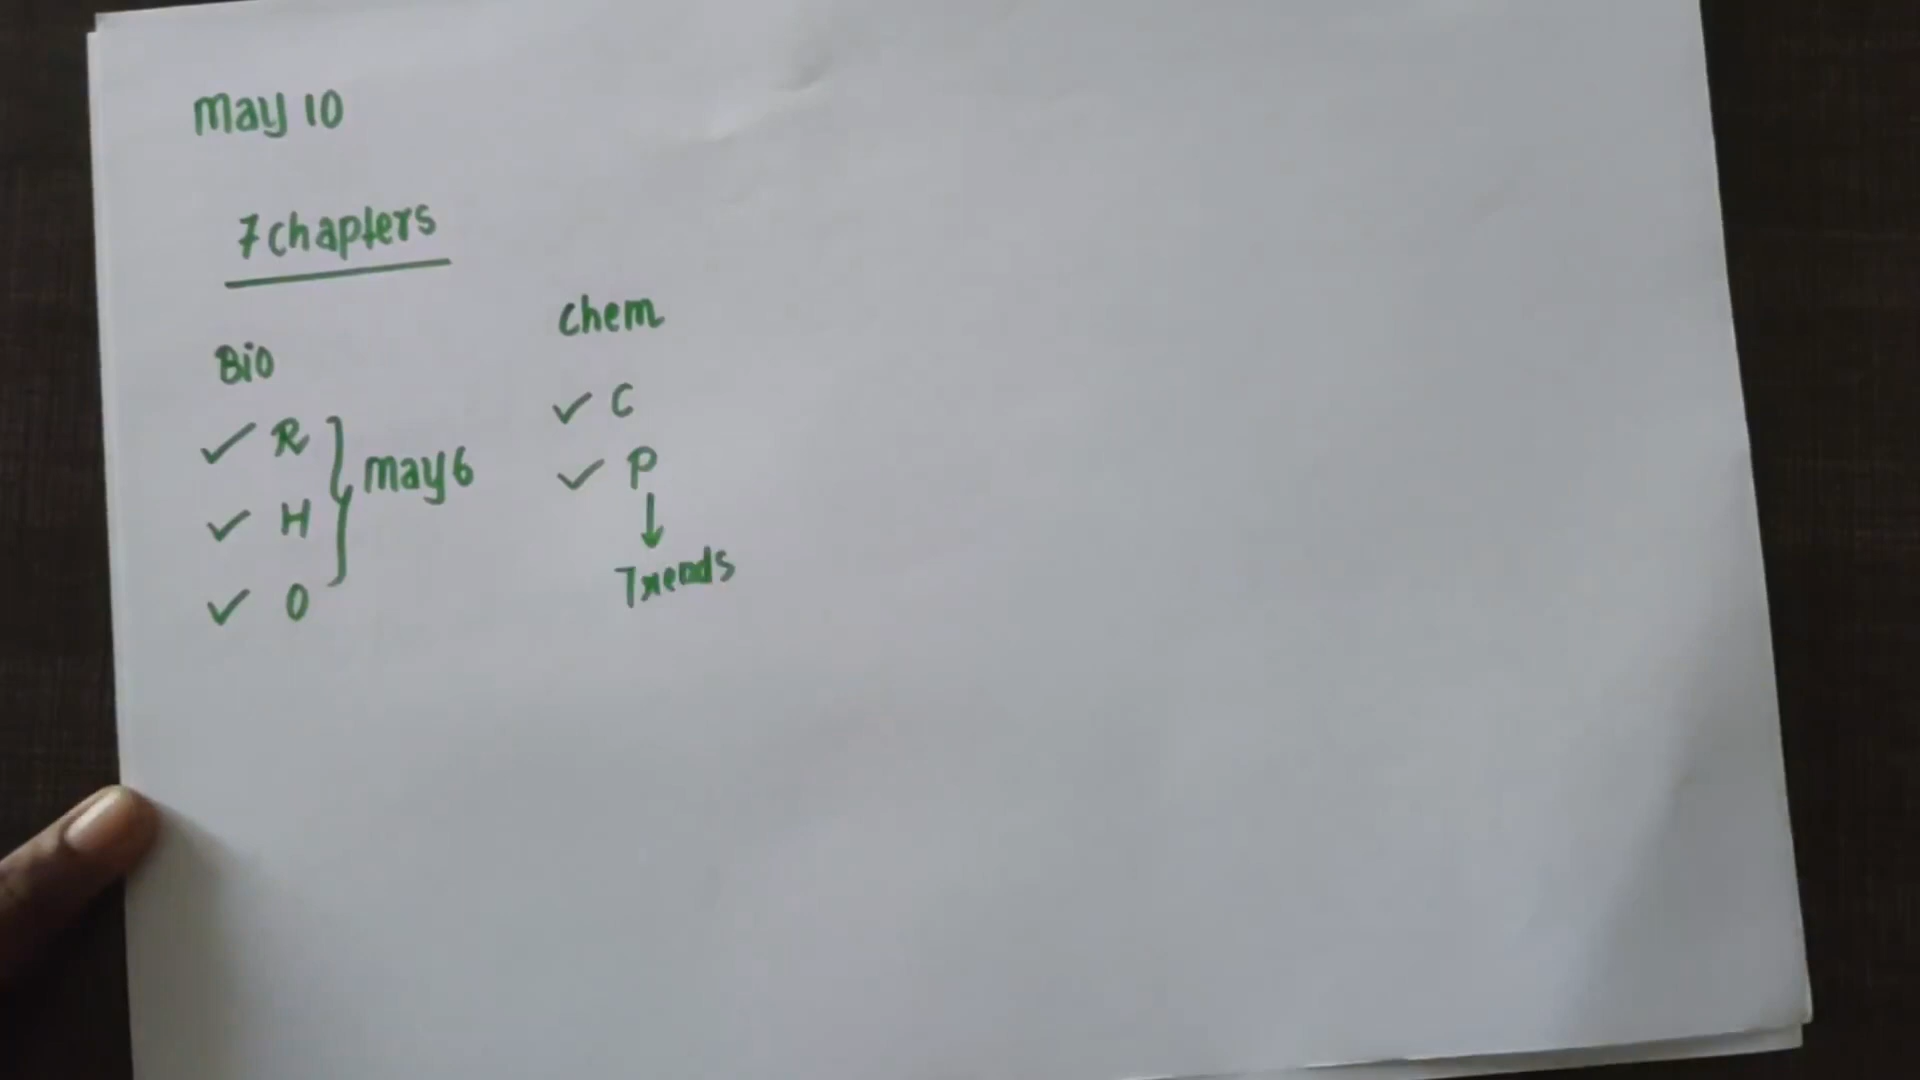 May 10
7 chapters
Bio
✓ R
✓ H
✓ O
May 6
Chem
✓ C
✓ P
↓
Trends